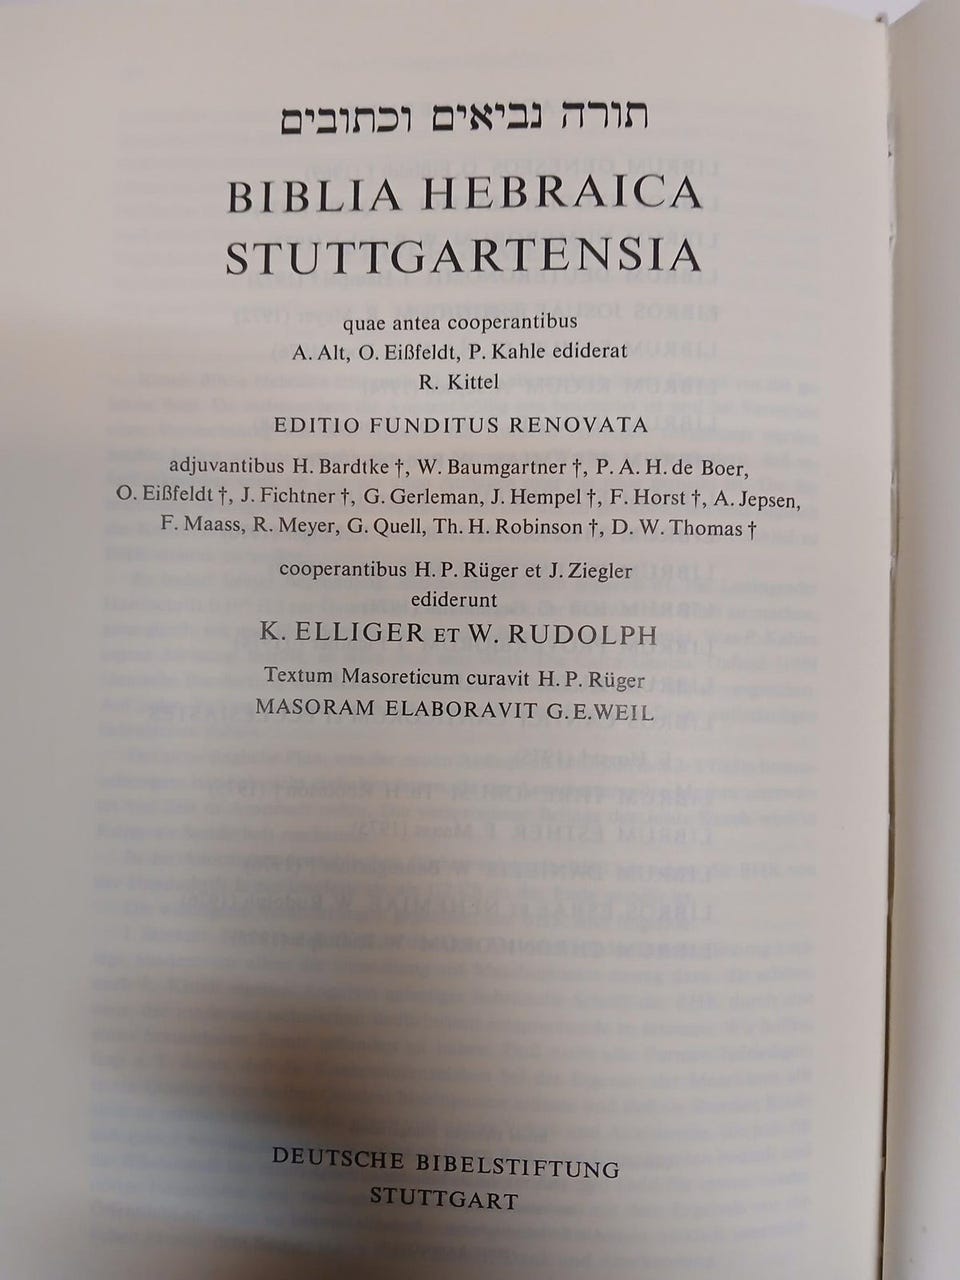 תורה נביאים וכתובים
BIBLIA HEBRAICA
STUTTGARTENSIA
quae antea cooperantibus
A. Alt, O. Eißfeldt, P. Kahle ediderat
R. Kittel
EDITIO FUNDITUS RENOVATA
adjuvantibus H. Bardtke †, W. Baumgartner †, P. A. H. de Boer,
O. Eißfeldt †, J. Fichtner †, G. Gerleman, J. Hempel †, F. Horst †, A. Jepsen,
F. Maass, R. Meyer, G. Quell, Th. H. Robinson †, D. W. Thomas †
cooperantibus H. P. Rüger et J. Ziegler
ediderunt
K. ELLIGER ET W. RUDOLPH
Textum Masoreticum curavit H. P. Rüger
MASORAM ELABORAVIT G.E.WEIL
DEUTSCHE BIBELSTIFTUNG
STUTTGART